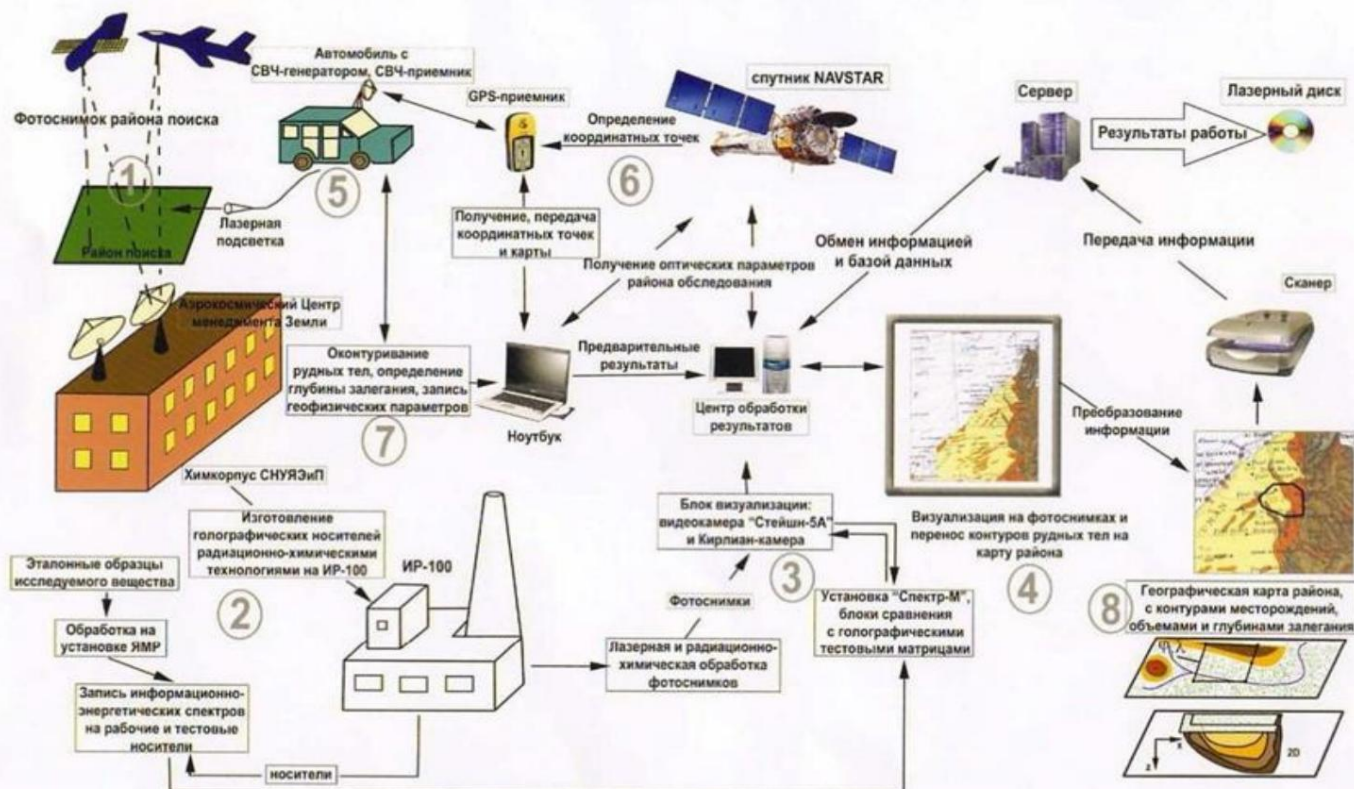 Автомобиль с
СВЧ-генератором, СВЧ-приемник
GPS-приемник
спутник NAVSTAR
Сервер
Лазерный диск
Фотоснимок района поиска
Определение
координатных точек
Результаты работы
1
5
6
Лазерная
подсветка
Район поиска
Получение, передача
координатных точек
и карты
Получение оптических параметров
района обследования
Обмен информацией
и базой данных
Передача информации
Сканер
Аэрокосмический Центр
менеджмента Земли
Оконтуривание
рудных тел, определение
глубины залегания, запись
геофизических параметров
7
Ноутбук
Предварительные
результаты
Центр обработки
результатов
Преобразование
информации
Химкорпус СНУЯЭиП
Изготовление
голографических носителей
радиационно-химическими
технологиями на ИР-100
2
ИР-100
Эталонные образцы
исследуемого вещества
Обработка на
установке ЯМР
Запись информационно-
энергетических спектров
на рабочие и тестовые
носители
носители
Лазерная и радиационно-
химическая обработка
фотоснимков
Фотоснимки
Блок визуализации:
видеокамера "Стейшн-5А"
и Кирлиан-камера
3
Установка "Спектр-М",
блоки сравнения
с голографическими
тестовыми матрицами
Визуализация на фотоснимках и
перенос контуров рудных тел на
карту района
4
8
Географическая карта района,
с контурами месторождений,
объемами и глубинами залегания
X
Z
2D